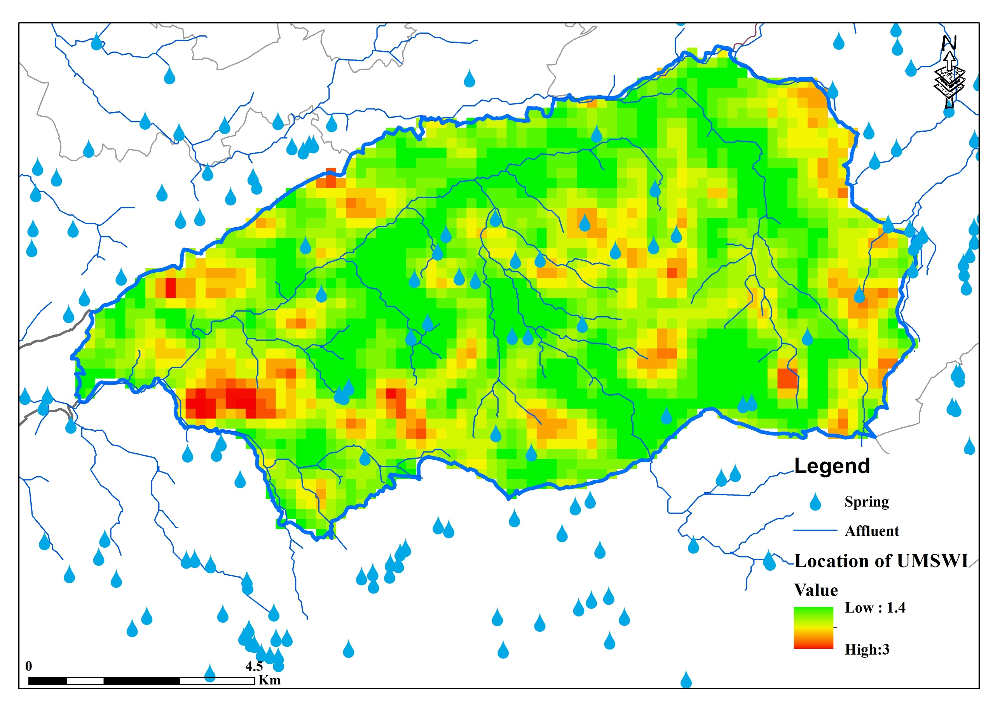 N
Legend
Spring
Affluent
Location of UMSWI
Value
Low : 1.4
High:3
0 4.5
Km